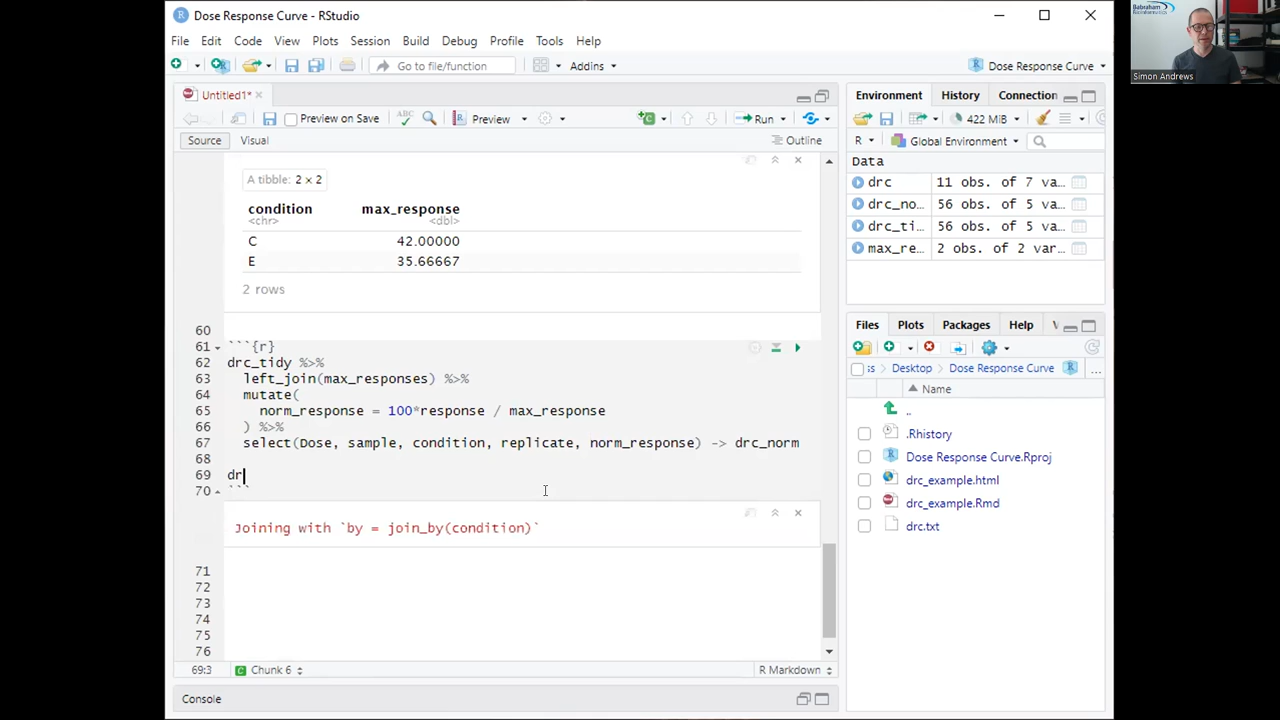 Dose Response Curve - RStudio
File Edit Code View Plots Session Build Debug Profile Tools Help
Go to file/function
Addins
Dose Response Curve
Untitled1*
Preview on Save
Preview
Run
Source Visual
Outline
A tibble: 2 × 2
condition max_response
<chr> <dbl>
C 42.00000
E 35.66667
2 rows
60
61 ```{r}
62 drc_tidy %>%
63 left_join(max_responses) %>%
64 mutate(
65 norm_response = 100*response / max_response
66 ) %>%
67 select(Dose, sample, condition, replicate, norm_response) -> drc_norm
68
69 dr
70 ```
Joining with `by = join_by(condition)`
71
72
73
74
75
76
69:3 Chunk 6 R Markdown
Console
Environment History Connection
422 MiB
R Global Environment
Data
drc 11 obs. of 7 va…
drc_no… 56 obs. of 5 va…
drc_ti… 56 obs. of 5 va…
max_re… 2 obs. of 2 var…
Files Plots Packages Help V
ss Desktop Dose Response Curve ...
Name
..
.Rhistory
Dose Response Curve.Rproj
drc_example.html
drc_example.Rmd
drc.txt
Babraham
Bioinformatics
Simon Andrews